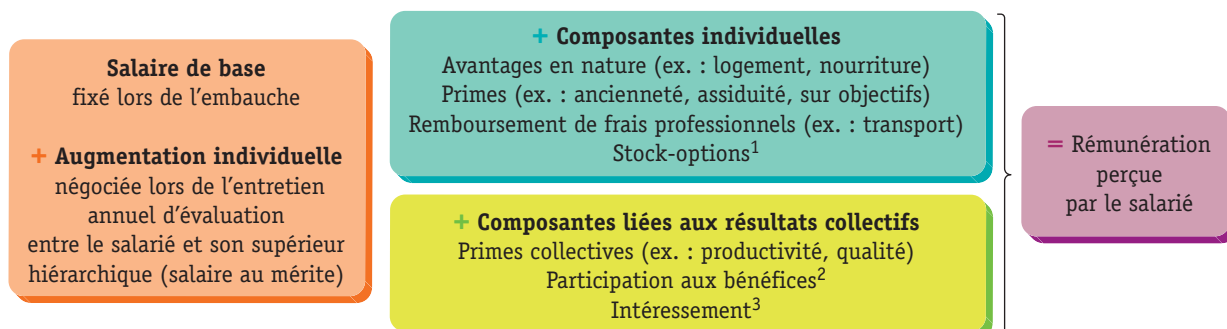 Salaire de base
fixé lors de l'embauche
+ Augmentation individuelle
négociée lors de l'entretien
annuel d'évaluation
entre le salarié et son supérieur
hiérarchique (salaire au mérite)
+ Composantes individuelles
Avantages en nature (ex. : logement, nourriture)
Primes (ex. : ancienneté, assiduité, sur objectifs)
Remboursement de frais professionnels (ex. : transport)
Stock-options¹
+ Composantes liées aux résultats collectifs
Primes collectives (ex. : productivité, qualité)
Participation aux bénéfices²
Intéressement³
= Rémunération
perçue
par le salarié